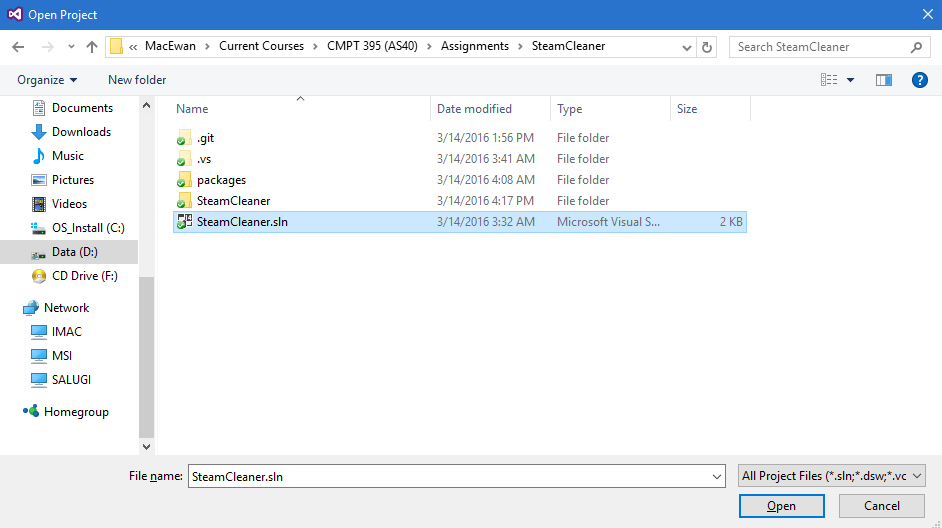 Open Project
« MacEwan > Current Courses > CMPT 395 (AS40) > Assignments > SteamCleaner
Search SteamCleaner
Organize
New folder
Documents
Downloads
Music
Pictures
Videos
OS_Install (C:)
Data (D:)
CD Drive (F:)
Network
IMAC
MSI
SALUGI
Homegroup
Name Date modified Type Size
.git 3/14/2016 1:56 PM File folder
.vs 3/14/2016 3:41 AM File folder
packages 3/14/2016 4:08 AM File folder
SteamCleaner 3/14/2016 4:17 PM File folder
SteamCleaner.sln 3/14/2016 3:32 AM Microsoft Visual S... 2 KB
File name: SteamCleaner.sln All Project Files (*.sln;*.dsw;*.vc
Open Cancel